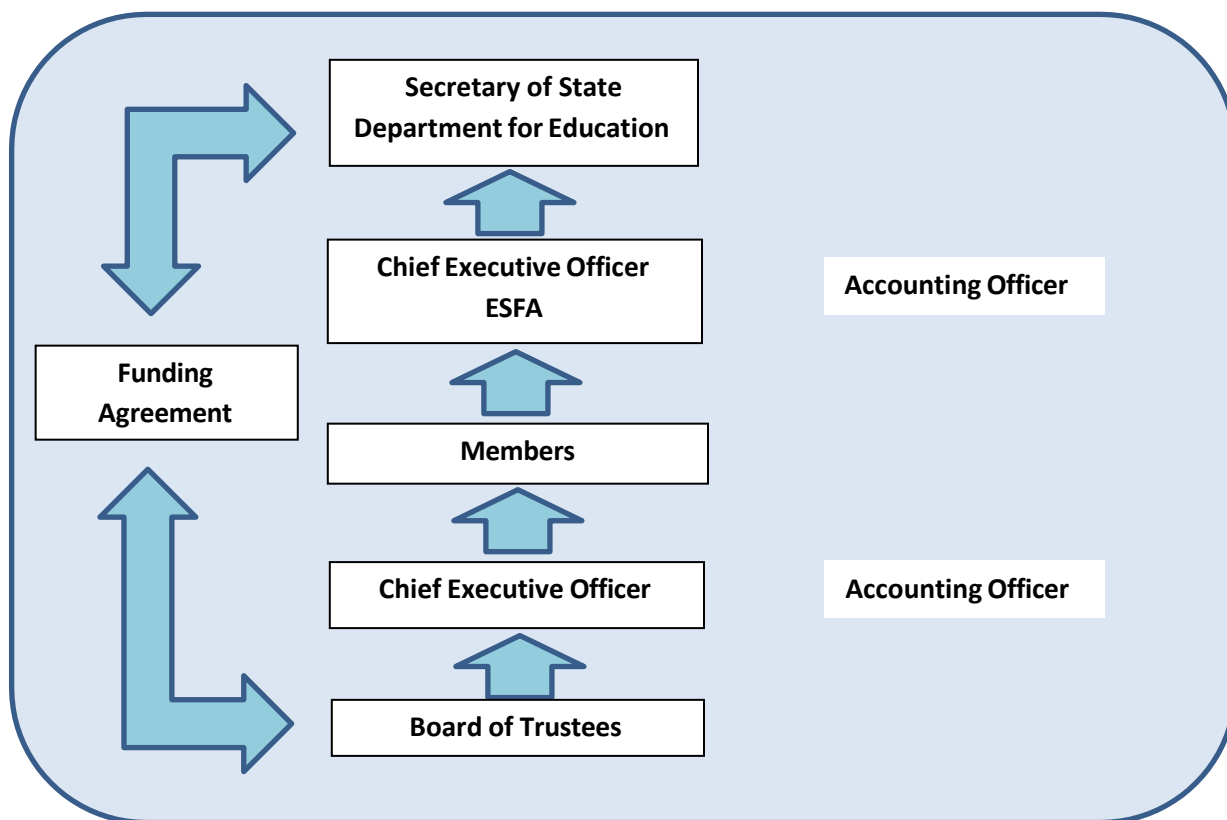 Secretary of State
Department for Education
Chief Executive Officer
ESFA
Accounting Officer
Funding
Agreement
Members
Chief Executive Officer
Accounting Officer
Board of Trustees